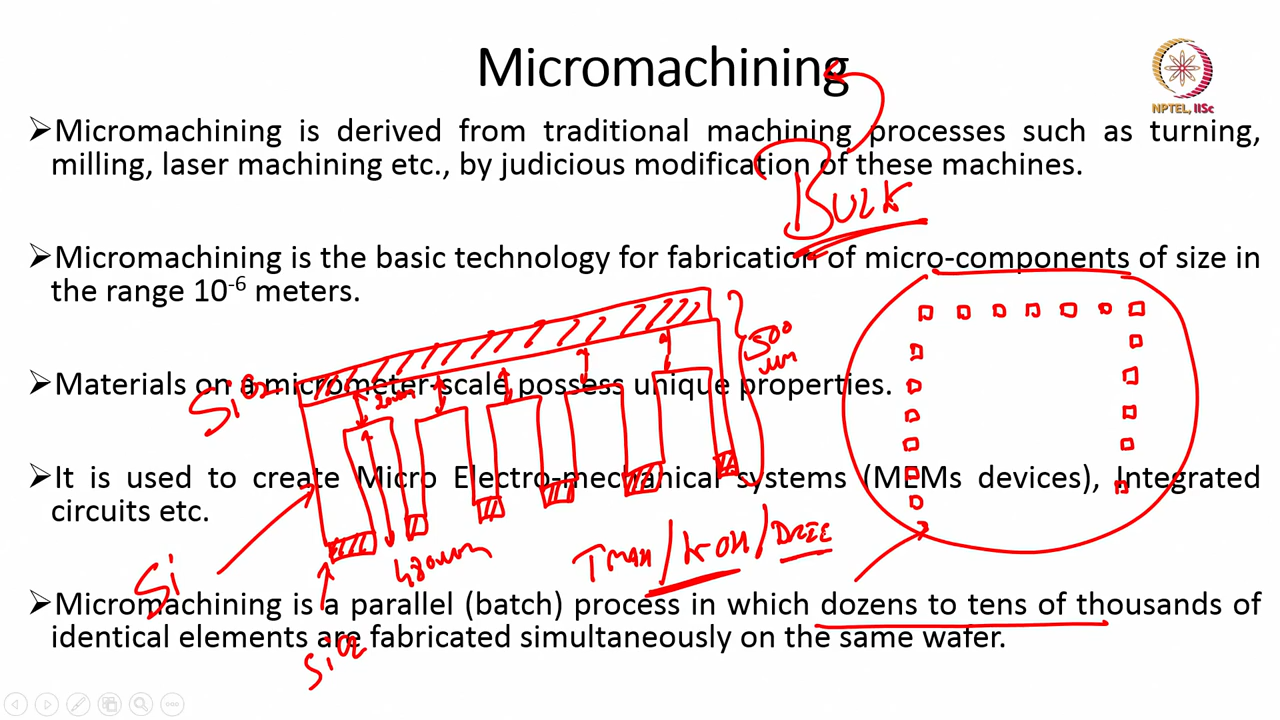 Micromachining
NPTEL, IISc
➢Micromachining is derived from traditional machining processes such as turning,
milling, laser machining etc., by judicious modification of these machines.
BULK
➢Micromachining is the basic technology for fabrication of micro-components of size in
the range 10⁻⁶ meters.
500
µm
➢Materials on a micrometer-scale possess unique properties.
SiO2
20um
➢It is used to create Micro Electro-mechanical systems (MEMs devices), Integrated
circuits etc.
480um
TMAH/KOH/DRIE
Si
➢Micromachining is a parallel (batch) process in which dozens to tens of thousands of
identical elements are fabricated simultaneously on the same wafer.
SiO2